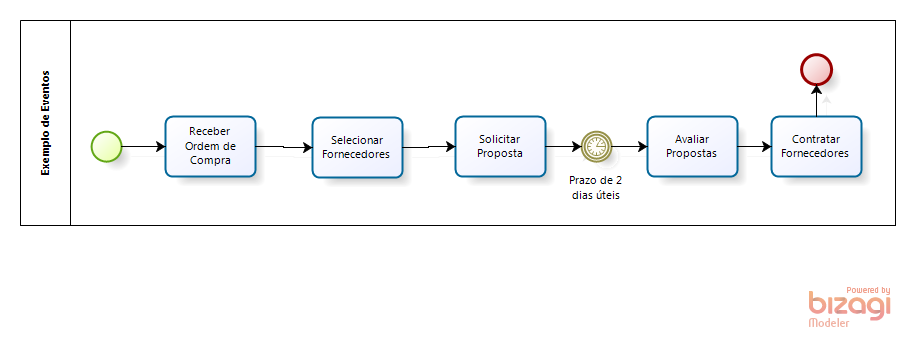 Exemplo de Eventos
Receber
Ordem de
Compra
Selecionar
Fornecedores
Solicitar
Proposta
Prazo de 2
dias úteis
Avaliar
Propostas
Contratar
Fornecedores
Powered by
bizagi
Modeler